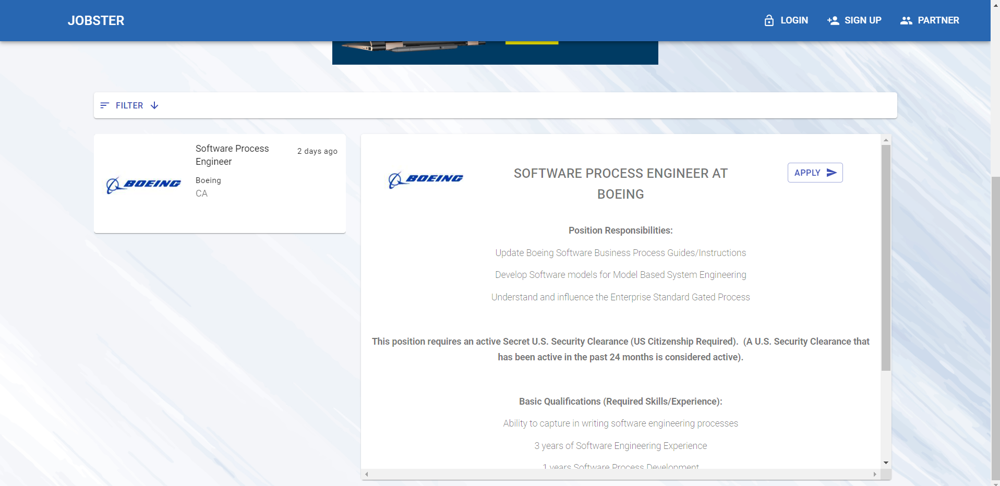 JOBSTER
LOGIN
SIGN UP
PARTNER
FILTER
Software Process
Engineer
2 days ago
BOEING
Boeing
CA
BOEING
SOFTWARE PROCESS ENGINEER AT
BOEING
APPLY
Position Responsibilities:
Update Boeing Software Business Process Guides/Instructions
Develop Software models for Model Based System Engineering
Understand and influence the Enterprise Standard Gated Process
This position requires an active Secret U.S. Security Clearance (US Citizenship Required).  (A U.S. Security Clearance that
has been active in the past 24 months is considered active).
Basic Qualifications (Required Skills/Experience):
Ability to capture in writing software engineering processes
3 years of Software Engineering Experience
1 years Software Process Development